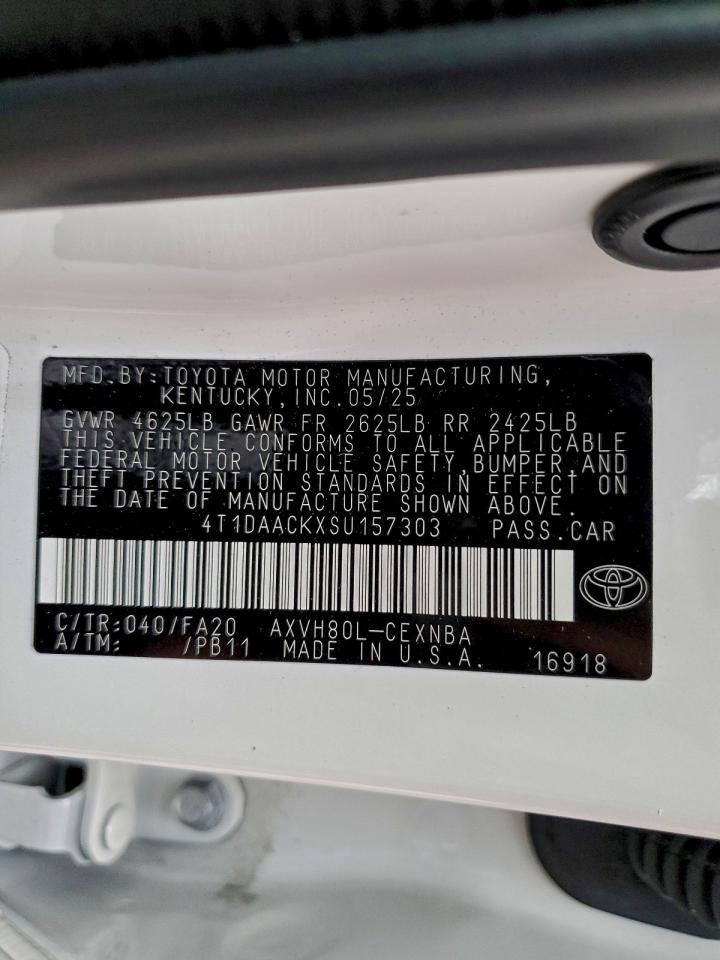 MFD.BY:TOYOTA MOTOR MANUFACTURING,
KENTUCKY,INC.05/25
GVWR 4625LB GAWR FR 2625LB RR 2425LB
THIS VEHICLE CONFORMS TO ALL APPLICABLE
FEDERAL MOTOR VEHICLE SAFETY,BUMPER,AND
THEFT PREVENTION STANDARDS IN EFFECT ON
THE DATE OF MANUFACTURE SHOWN ABOVE.
4T1DAACKXSU157303 PASS.CAR
C/TR:040/FA20 AXVH80L-CEXNBA
A/TM: /PB11 MADE IN U.S.A. 16918